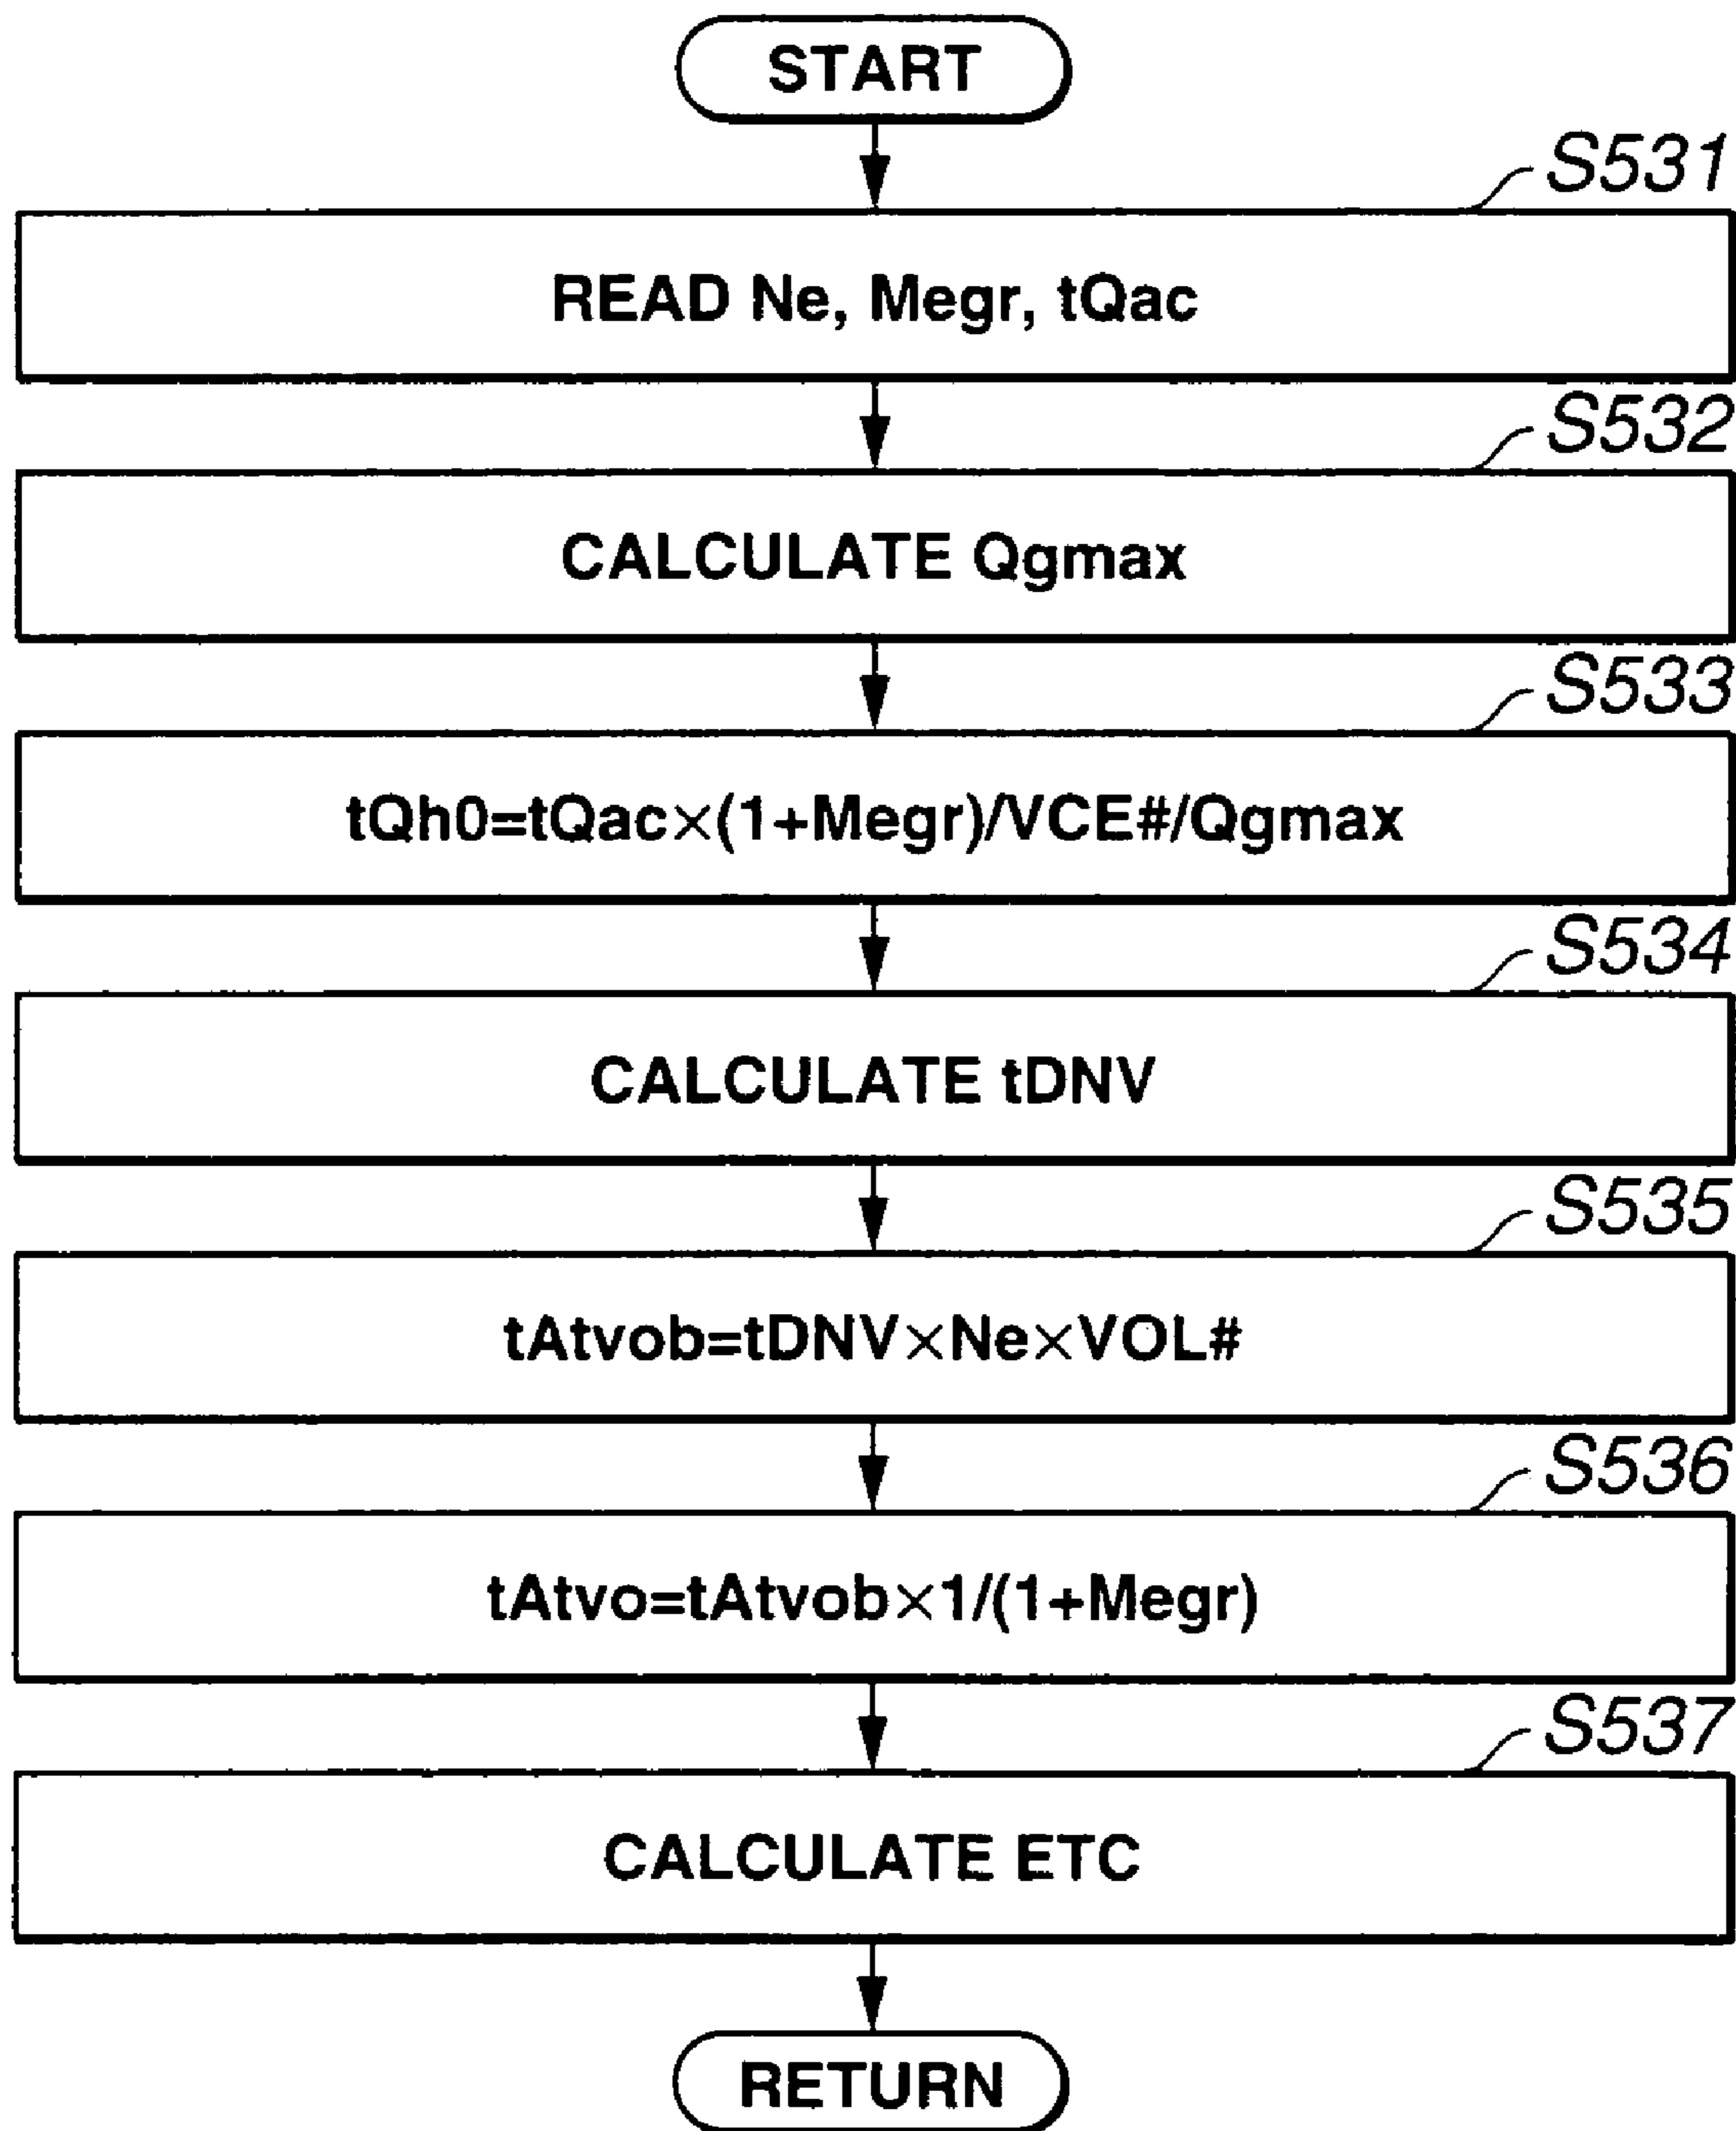 START
S531
READ Ne, Megr, tQac
S532
CALCULATE Qgmax
S533
tQh0=tQac×(1+Megr)/VCE#/Qgmax
S534
CALCULATE tDNV
S535
tAtvob=tDNV×Ne×VOL#
S536
tAtvo=tAtvob×1/(1+Megr)
S537
CALCULATE ETC
RETURN